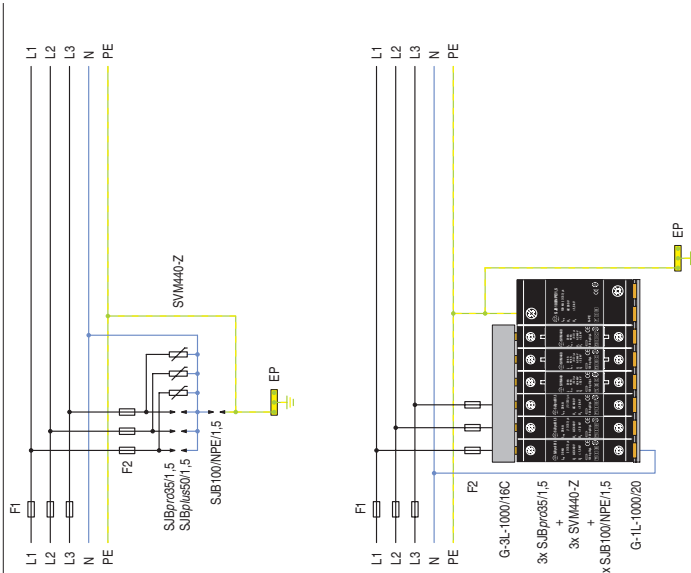 L1
L2
L3
N
PE
F1
F2
SVM440-Z
EP
SJBpro35/1,5
SJBplus50/1,5
SJB100/NPE/1,5
L1
L2
L3
N
PE
L1
L2
L3
N
PE
F1
F2
EP
G-3L-1000/16C
3x SJBpro35/1,5
+
3x SVM440-Z
+
x SJB100/NPE/1,5
G-1L-1000/20
L1
L2
L3
N
PE